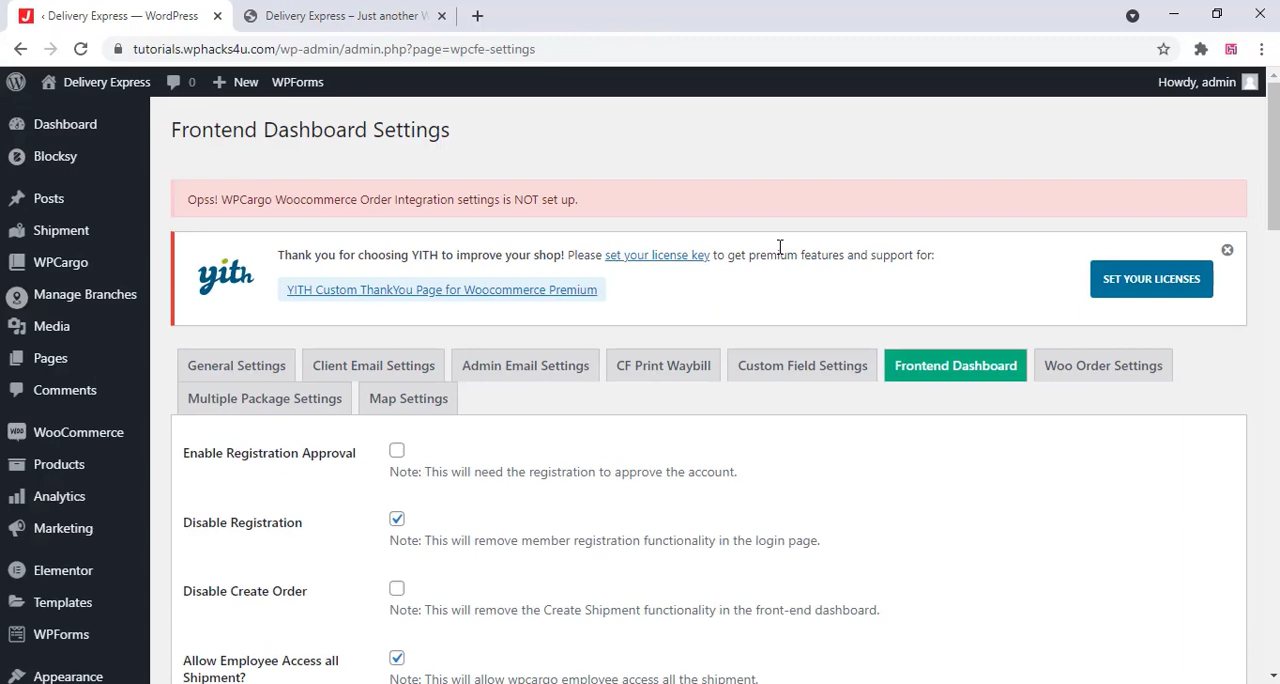 ‹ Delivery Express — WordPress
Delivery Express – Just another W
tutorials.wphacks4u.com/wp-admin/admin.php?page=wpcfe-settings
Delivery Express
0
New
WPForms
Howdy, admin
Dashboard
Blocksy
Posts
Shipment
WPCargo
Manage Branches
Media
Pages
Comments
WooCommerce
Products
Analytics
Marketing
Elementor
Templates
WPForms
Appearance
Frontend Dashboard Settings
Opss! WPCargo Woocommerce Order Integration settings is NOT set up.
yith
Thank you for choosing YITH to improve your shop! Please set your license key to get premium features and support for:
YITH Custom ThankYou Page for Woocommerce Premium
SET YOUR LICENSES
General Settings
Client Email Settings
Admin Email Settings
CF Print Waybill
Custom Field Settings
Frontend Dashboard
Woo Order Settings
Multiple Package Settings
Map Settings
Enable Registration Approval
Note: This will need the registration to approve the account.
Disable Registration
Note: This will remove member registration functionality in the login page.
Disable Create Order
Note: This will remove the Create Shipment functionality in the front-end dashboard.
Allow Employee Access all
Shipment?
Note: This will allow wpcargo employee access all the shipment.